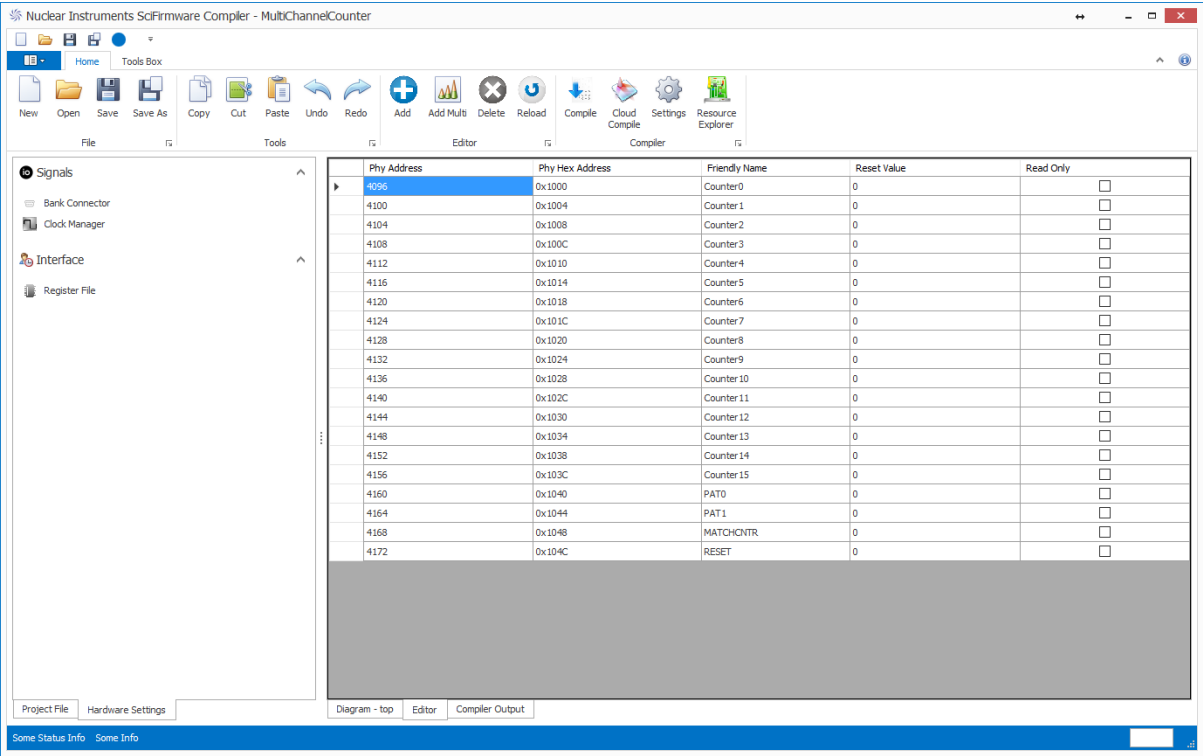 Nuclear Instruments SciFirmware Compiler - MultiChannelCounter
Home Tools Box
New Open Save Save As Copy Cut Paste Undo Redo Add Add Multi Delete Reload Compile Cloud Compile Settings Resource Explorer
File Tools Editor Compiler
Signals
Bank Connector
Clock Manager
Interface
Register File
Phy Address Phy Hex Address Friendly Name Reset Value Read Only
4096 0x1000 Counter0 0
4100 0x1004 Counter1 0
4104 0x1008 Counter2 0
4108 0x100C Counter3 0
4112 0x1010 Counter4 0
4116 0x1014 Counter5 0
4120 0x1018 Counter6 0
4124 0x101C Counter7 0
4128 0x1020 Counter8 0
4132 0x1024 Counter9 0
4136 0x1028 Counter10 0
4140 0x102C Counter11 0
4144 0x1030 Counter12 0
4148 0x1034 Counter13 0
4152 0x1038 Counter14 0
4156 0x103C Counter15 0
4160 0x1040 PAT0 0
4164 0x1044 PAT1 0
4168 0x1048 MATCHCNTR 0
4172 0x104C RESET 0
Project File Hardware Settings
Diagram - top Editor Compiler Output
Some Status Info Some Info